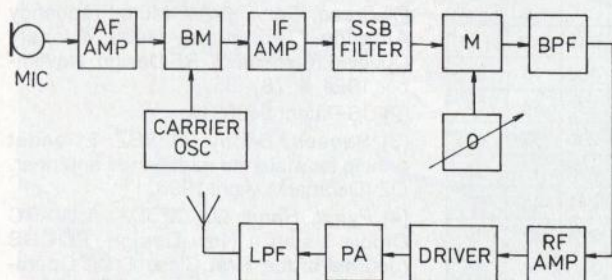 AF
AMP
BM
IF
AMP
SSB
FILTER
M
BPF
MIC
CARRIER
OSC
O
LPF
PA
DRIVER
RF
AMP